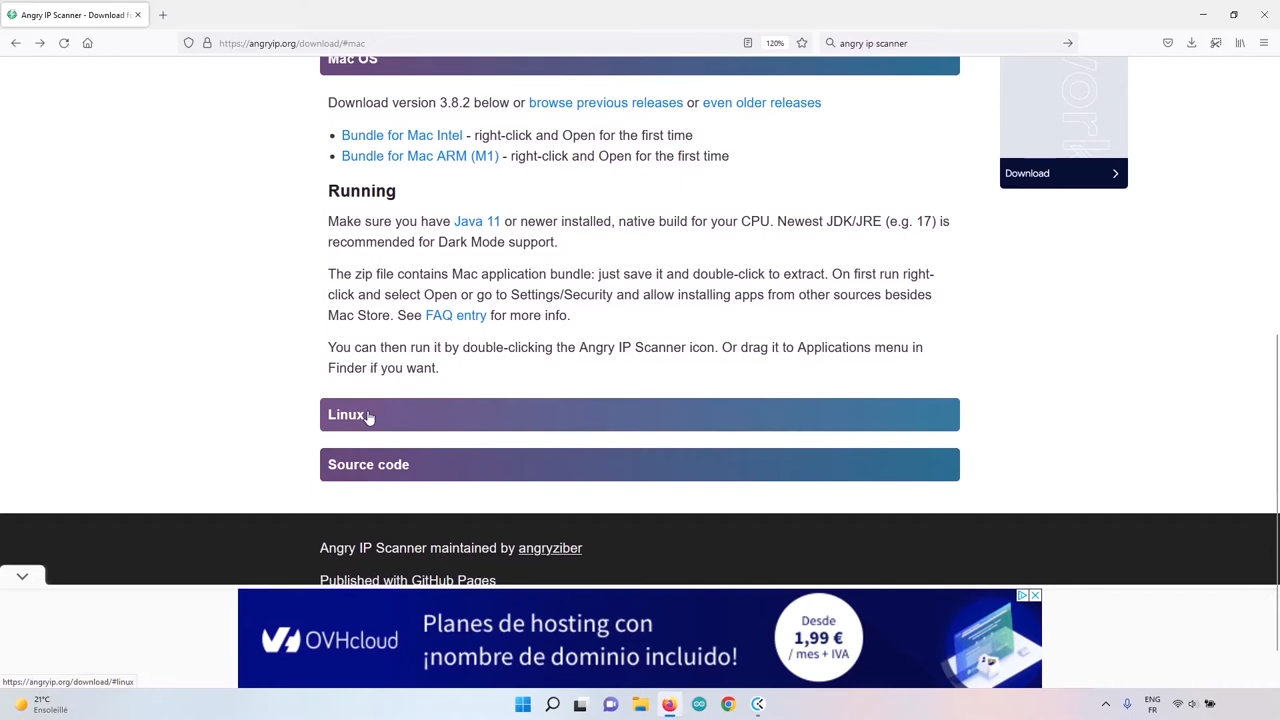 Angry IP Scanner - Download f
https://angryip.org/download/#mac
120%
angry ip scanner
Mac OS
Download version 3.8.2 below or browse previous releases or even older releases
Bundle for Mac Intel - right-click and Open for the first time
Bundle for Mac ARM (M1) - right-click and Open for the first time
Running
Make sure you have Java 11 or newer installed, native build for your CPU. Newest JDK/JRE (e.g. 17) is
recommended for Dark Mode support.
The zip file contains Mac application bundle: just save it and double-click to extract. On first run right-
click and select Open or go to Settings/Security and allow installing apps from other sources besides
Mac Store. See FAQ entry for more info.
You can then run it by double-clicking the Angry IP Scanner icon. Or drag it to Applications menu in
Finder if you want.
Linux
Source code
work
Download
Angry IP Scanner maintained by angryziber
Published with GitHub Pages
OVHcloud
Planes de hosting con
¡nombre de dominio incluido!
Desde
1,99 €
/ mes + IVA
https://angryip.org/download/#linux
21°C
Ensoleillé
ENG
FR